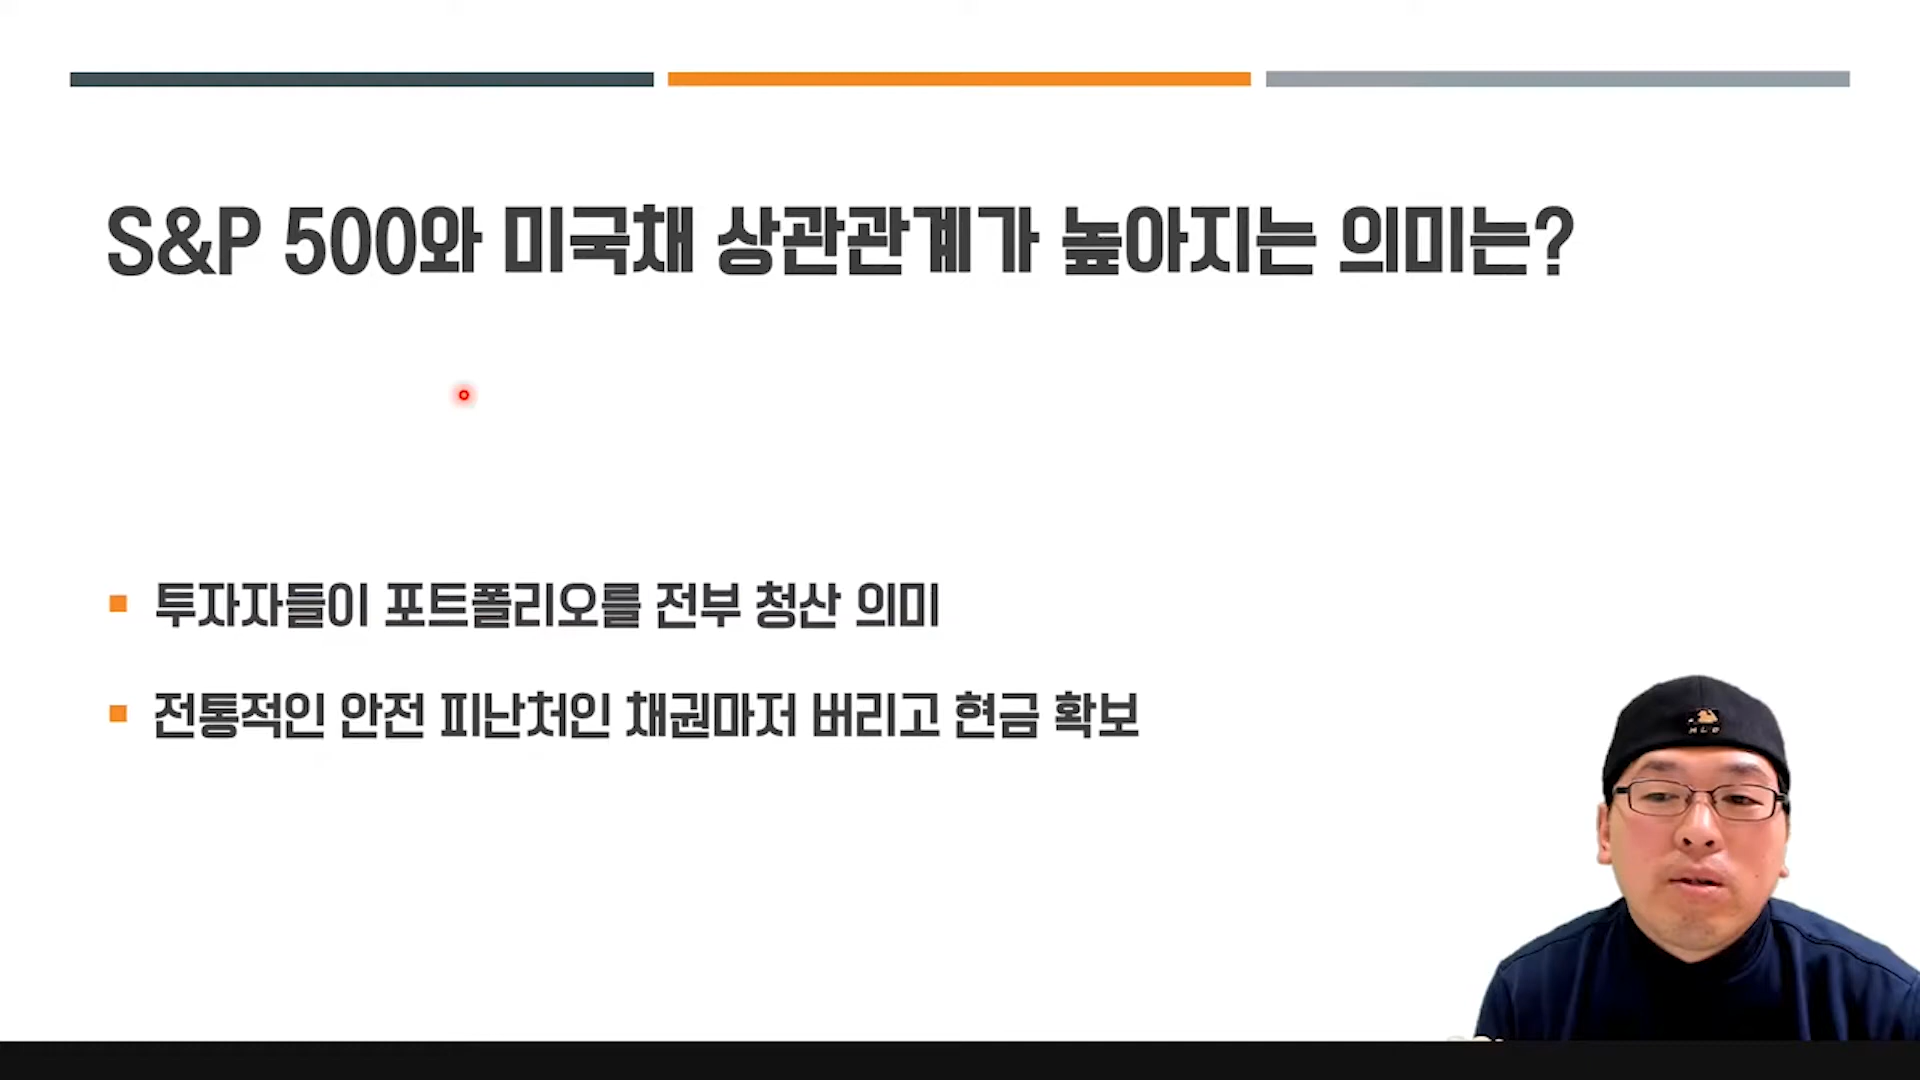 S&P 500와 미국채 상관관계가 높아지는 의미는?
투자자들이 포트폴리오를 전부 청산 의미
전통적인 안전 피난처인 채권마저 버리고 현금 확보
MLB